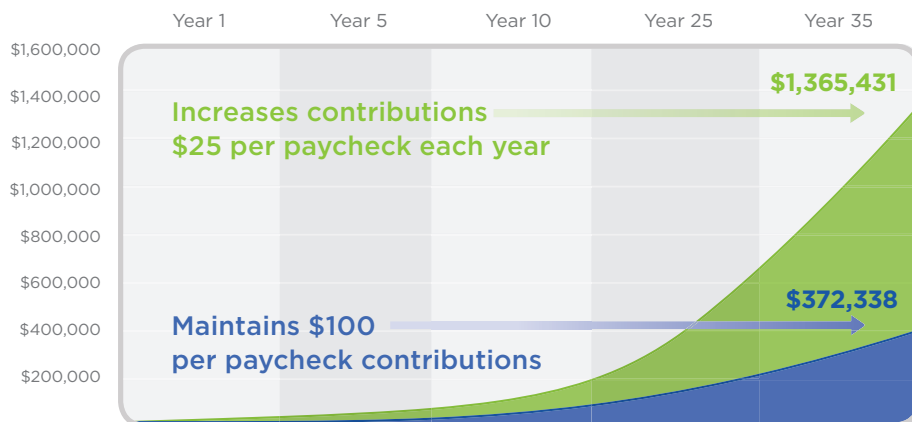 Year 1 Year 5 Year 10 Year 25 Year 35
$1,600,000
$1,400,000
$1,200,000
$1,000,000
$800,000
$600,000
$400,000
$200,000
$1,365,431
Increases contributions
$25 per paycheck each year
$372,338
Maintains $100
per paycheck contributions